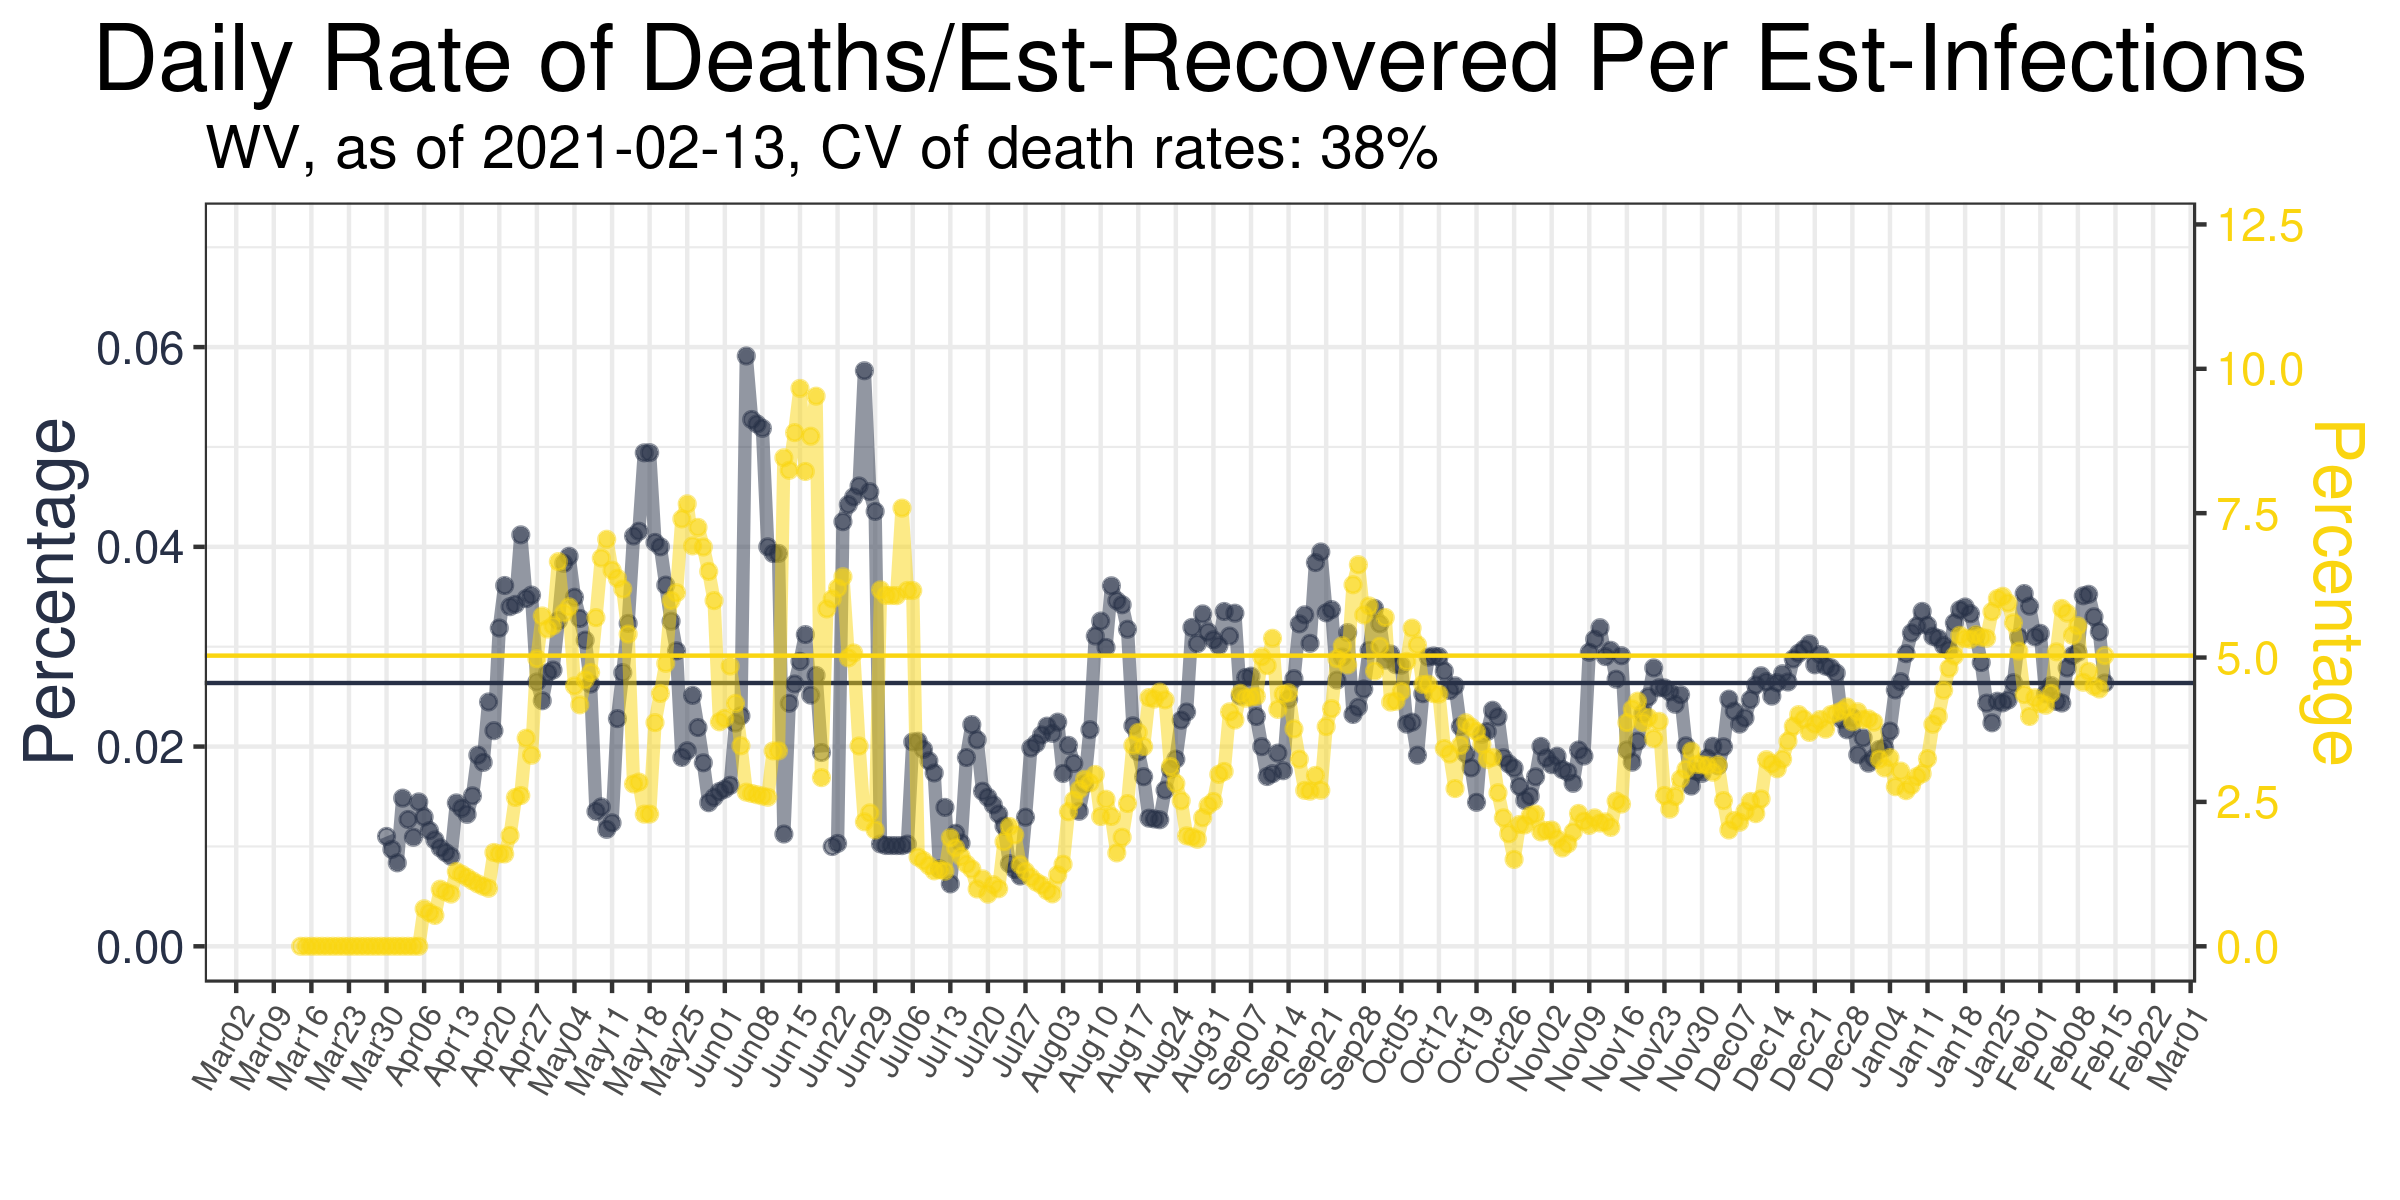 Daily Rate of Deaths/Est-Recovered Per Est-Infections
WV, as of 2021-02-13, CV of death rates: 38%
Percentage
0.06
0.04
0.02
0.00
12.5
10.0
7.5
5.0
2.5
0.0
Percentage
Mar02
Mar09
Mar16
Mar23
Mar30
Apr06
Apr13
Apr20
Apr27
May04
May11
May18
May25
Jun01
Jun08
Jun15
Jun22
Jun29
Jul06
Jul13
Jul20
Jul27
Aug03
Aug10
Aug17
Aug24
Aug31
Sep07
Sep14
Sep21
Sep28
Oct05
Oct12
Oct19
Oct26
Nov02
Nov09
Nov16
Nov23
Nov30
Dec07
Dec14
Dec21
Dec28
Jan04
Jan11
Jan18
Jan25
Feb01
Feb08
Feb15
Feb22
Mar01